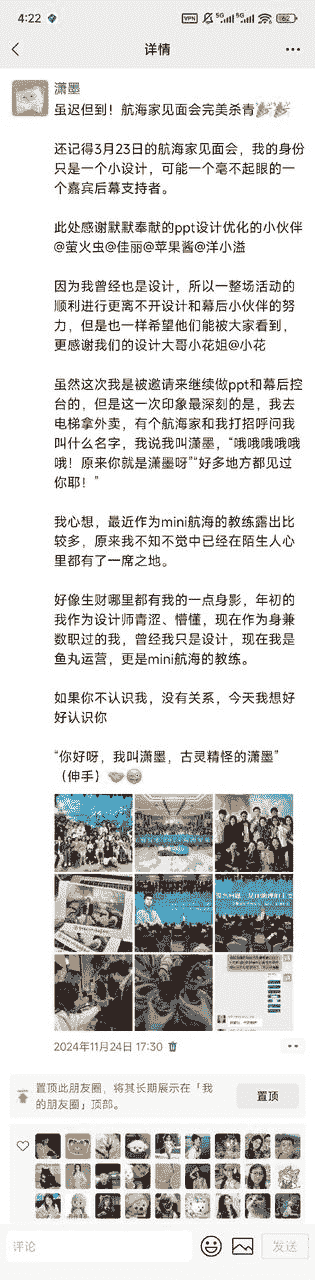 4:22
VPN 5G 5G 62
详情
潇墨
虽迟但到！航海家见面会完美杀青🎉🎉
还记得3月23日的航海家见面会，我的身份
只是一个小设计，可能一个毫不起眼的一
个嘉宾后幕支持者。
此处感谢默默奉献的ppt设计优化的小伙伴
@萤火虫@佳丽@苹果酱@洋小溢
因为我曾经也是设计，所以一整场活动的
顺利进行更离不开设计和幕后小伙伴的努
力，但是也一样希望他们能被大家看到，
更感谢我们的设计大哥小花姐@小花
虽然这次我是被邀请来继续做ppt和幕后控
台的，但是这一次印象最深刻的是，我去
电梯拿外卖，有个航海家和我打招呼问我
叫什么名字，我说我叫潇墨，“哦哦哦哦哦
哦！原来你就是潇墨呀”“好多地方都见过
你耶！”
我心想，最近作为mini航海的教练露出比
较多，原来我不知不觉中已经在陌生人心
里都有了一席之地。
好像生财哪里都有我的一点身影，年初的
我作为设计师青涩、懵懂，现在作为身兼
数职过的我，曾经我只是设计，现在我是
鱼丸运营，更是mini航海的教练。
如果你不认识我，没有关系，今天我想好
好认识你
“你好呀，我叫潇墨，古灵精怪的潇墨”
（伸手）🤝😄
2024年11月24日 17:30
置顶此朋友圈，将其长期展示在「我
的朋友圈」顶部。
置顶
评论
发送